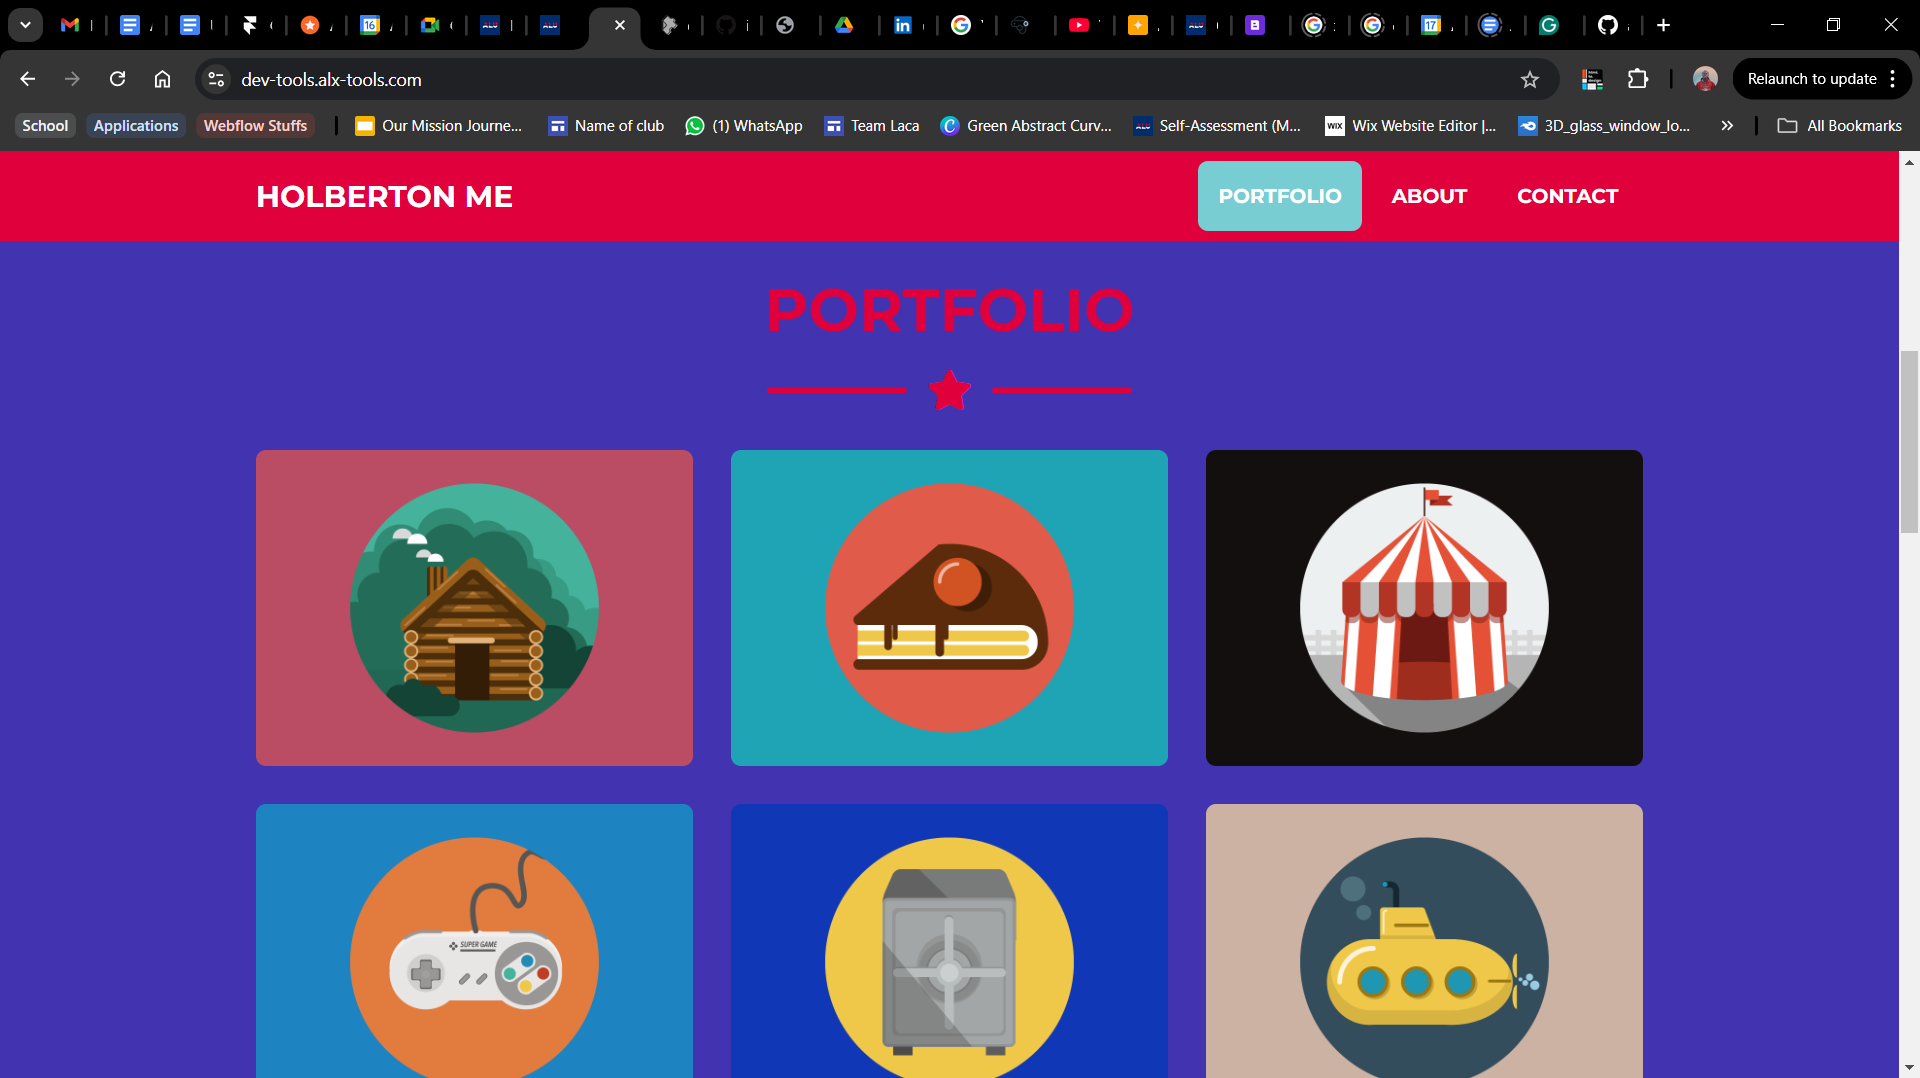 dev-tools.alx-tools.com
Relaunch to update
School Applications Webflow Stuffs Our Mission Journe... Name of club (1) WhatsApp Team Laca Green Abstract Curv... Self-Assessment (M... Wix Website Editor |... 3D_glass_window_lo... All Bookmarks
HOLBERTON ME
PORTFOLIO ABOUT CONTACT
PORTFOLIO
SUPER GAME